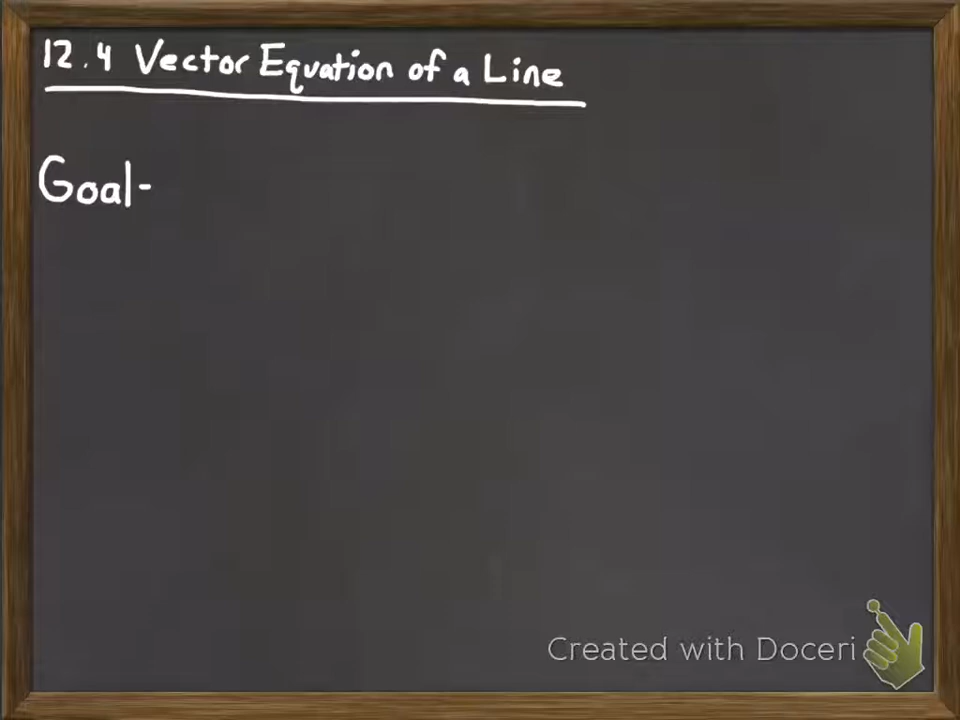 12.4 Vector Equation of a Line
Goal-
Created with Doceri